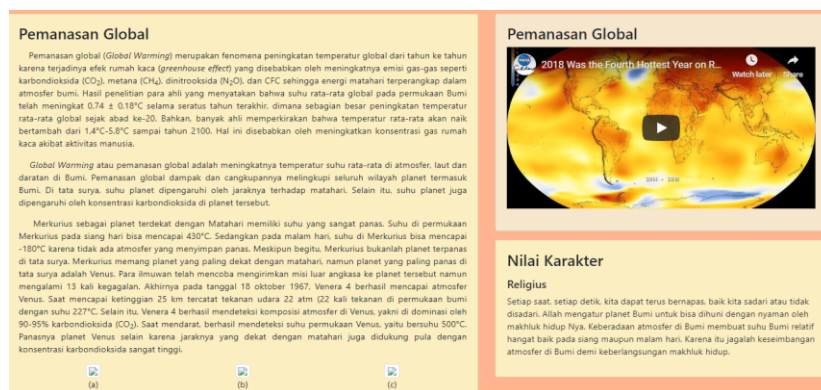 Pemanasan Global
Pemanasan global (Global Warming) merupakan fenomena peningkatan temperatur global dari tahun ke tahun
karena terjadinya efek rumah kaca (greenhouse effect) yang disebabkan oleh meningkatnya emisi gas-gas seperti
karbondioksida (CO₂), metana (CH₄), dinitrooksida (N₂O), dan CFC sehingga energi matahari terperangkap dalam
atmosfer bumi. Hasil penelitian para ahli yang menyatakan bahwa suhu rata-rata global pada permukaan Bumi
telah meningkat 0.74 ± 0.18°C selama seratus tahun terakhir, dimana sebagian besar peningkatan temperatur
rata-rata global sejak abad ke-20. Bahkan, banyak ahli memperkirakan bahwa temperatur rata-rata akan naik
bertambah dari 1.4°C-5.8°C sampai tahun 2100. Hal ini disebabkan oleh meningkatkan konsentrasi gas rumah
kaca akibat aktivitas manusia.
Global Warming atau pemanasan global adalah meningkatnya temperatur suhu rata-rata di atmosfer, laut dan
daratan di Bumi. Pemanasan global dampak dan cangkupannya melingkupi seluruh wilayah planet termasuk
Bumi. Di tata surya, suhu planet dipengaruhi oleh jaraknya terhadap matahari. Selain itu, suhu planet juga
dipengaruhi oleh konsentrasi karbondioksida di planet tersebut.
Merkurius sebagai planet terdekat dengan Matahari memiliki suhu yang sangat panas. Suhu di permukaan
Merkurius pada siang hari bisa mencapai 430°C. Sedangkan pada malam hari, suhu di Merkurius bisa mencapai
-180°C karena tidak ada atmosfer yang menyimpan panas. Meskipun begitu, Merkurius bukanlah planet terpanas
di tata surya. Merkurius memang planet yang paling dekat dengan matahari, namun planet yang paling panas di
tata surya adalah Venus. Para ilmuwan telah mencoba mengirimkan misi luar angkasa ke planet tersebut namun
mengalami 13 kali kegagalan. Akhirnya pada tanggal 18 oktober 1967, Venera 4 berhasil mencapai atmosfer
Venus. Saat mencapai ketinggian 25 km tercatat tekanan udara 22 atm (22 kali tekanan di permukaan bumi
dengan suhu 227°C. Selain itu, Venera 4 berhasil mendeteksi komposisi atmosfer di Venus, yakni di dominasi oleh
90-95% karbondioksida (CO₂). Saat mendarat, berhasil mendeteksi suhu permukaan Venus, yaitu bersuhu 500°C.
Panasnya planet Venus selain karena jaraknya yang dekat dengan matahari juga didukung pula dengan
konsentrasi karbondioksida sangat tinggi.
(a) (b) (c)
Pemanasan Global
NASA 2018 Was the Fourth Hottest Year on R...
Watch later Share
Nilai Karakter
Religius
Setiap saat, setiap detik, kita dapat terus bernapas, baik kita sadari atau tidak
disadari. Allah mengatur planet Bumi untuk bisa dihuni dengan nyaman oleh
makhluk hidup Nya. Keberadaan atmosfer di Bumi membuat suhu Bumi relatif
hangat baik pada siang maupun malam hari. Karena itu jagalah keseimbangan
atmosfer di Bumi demi keberlangsungan makhluk hidup.